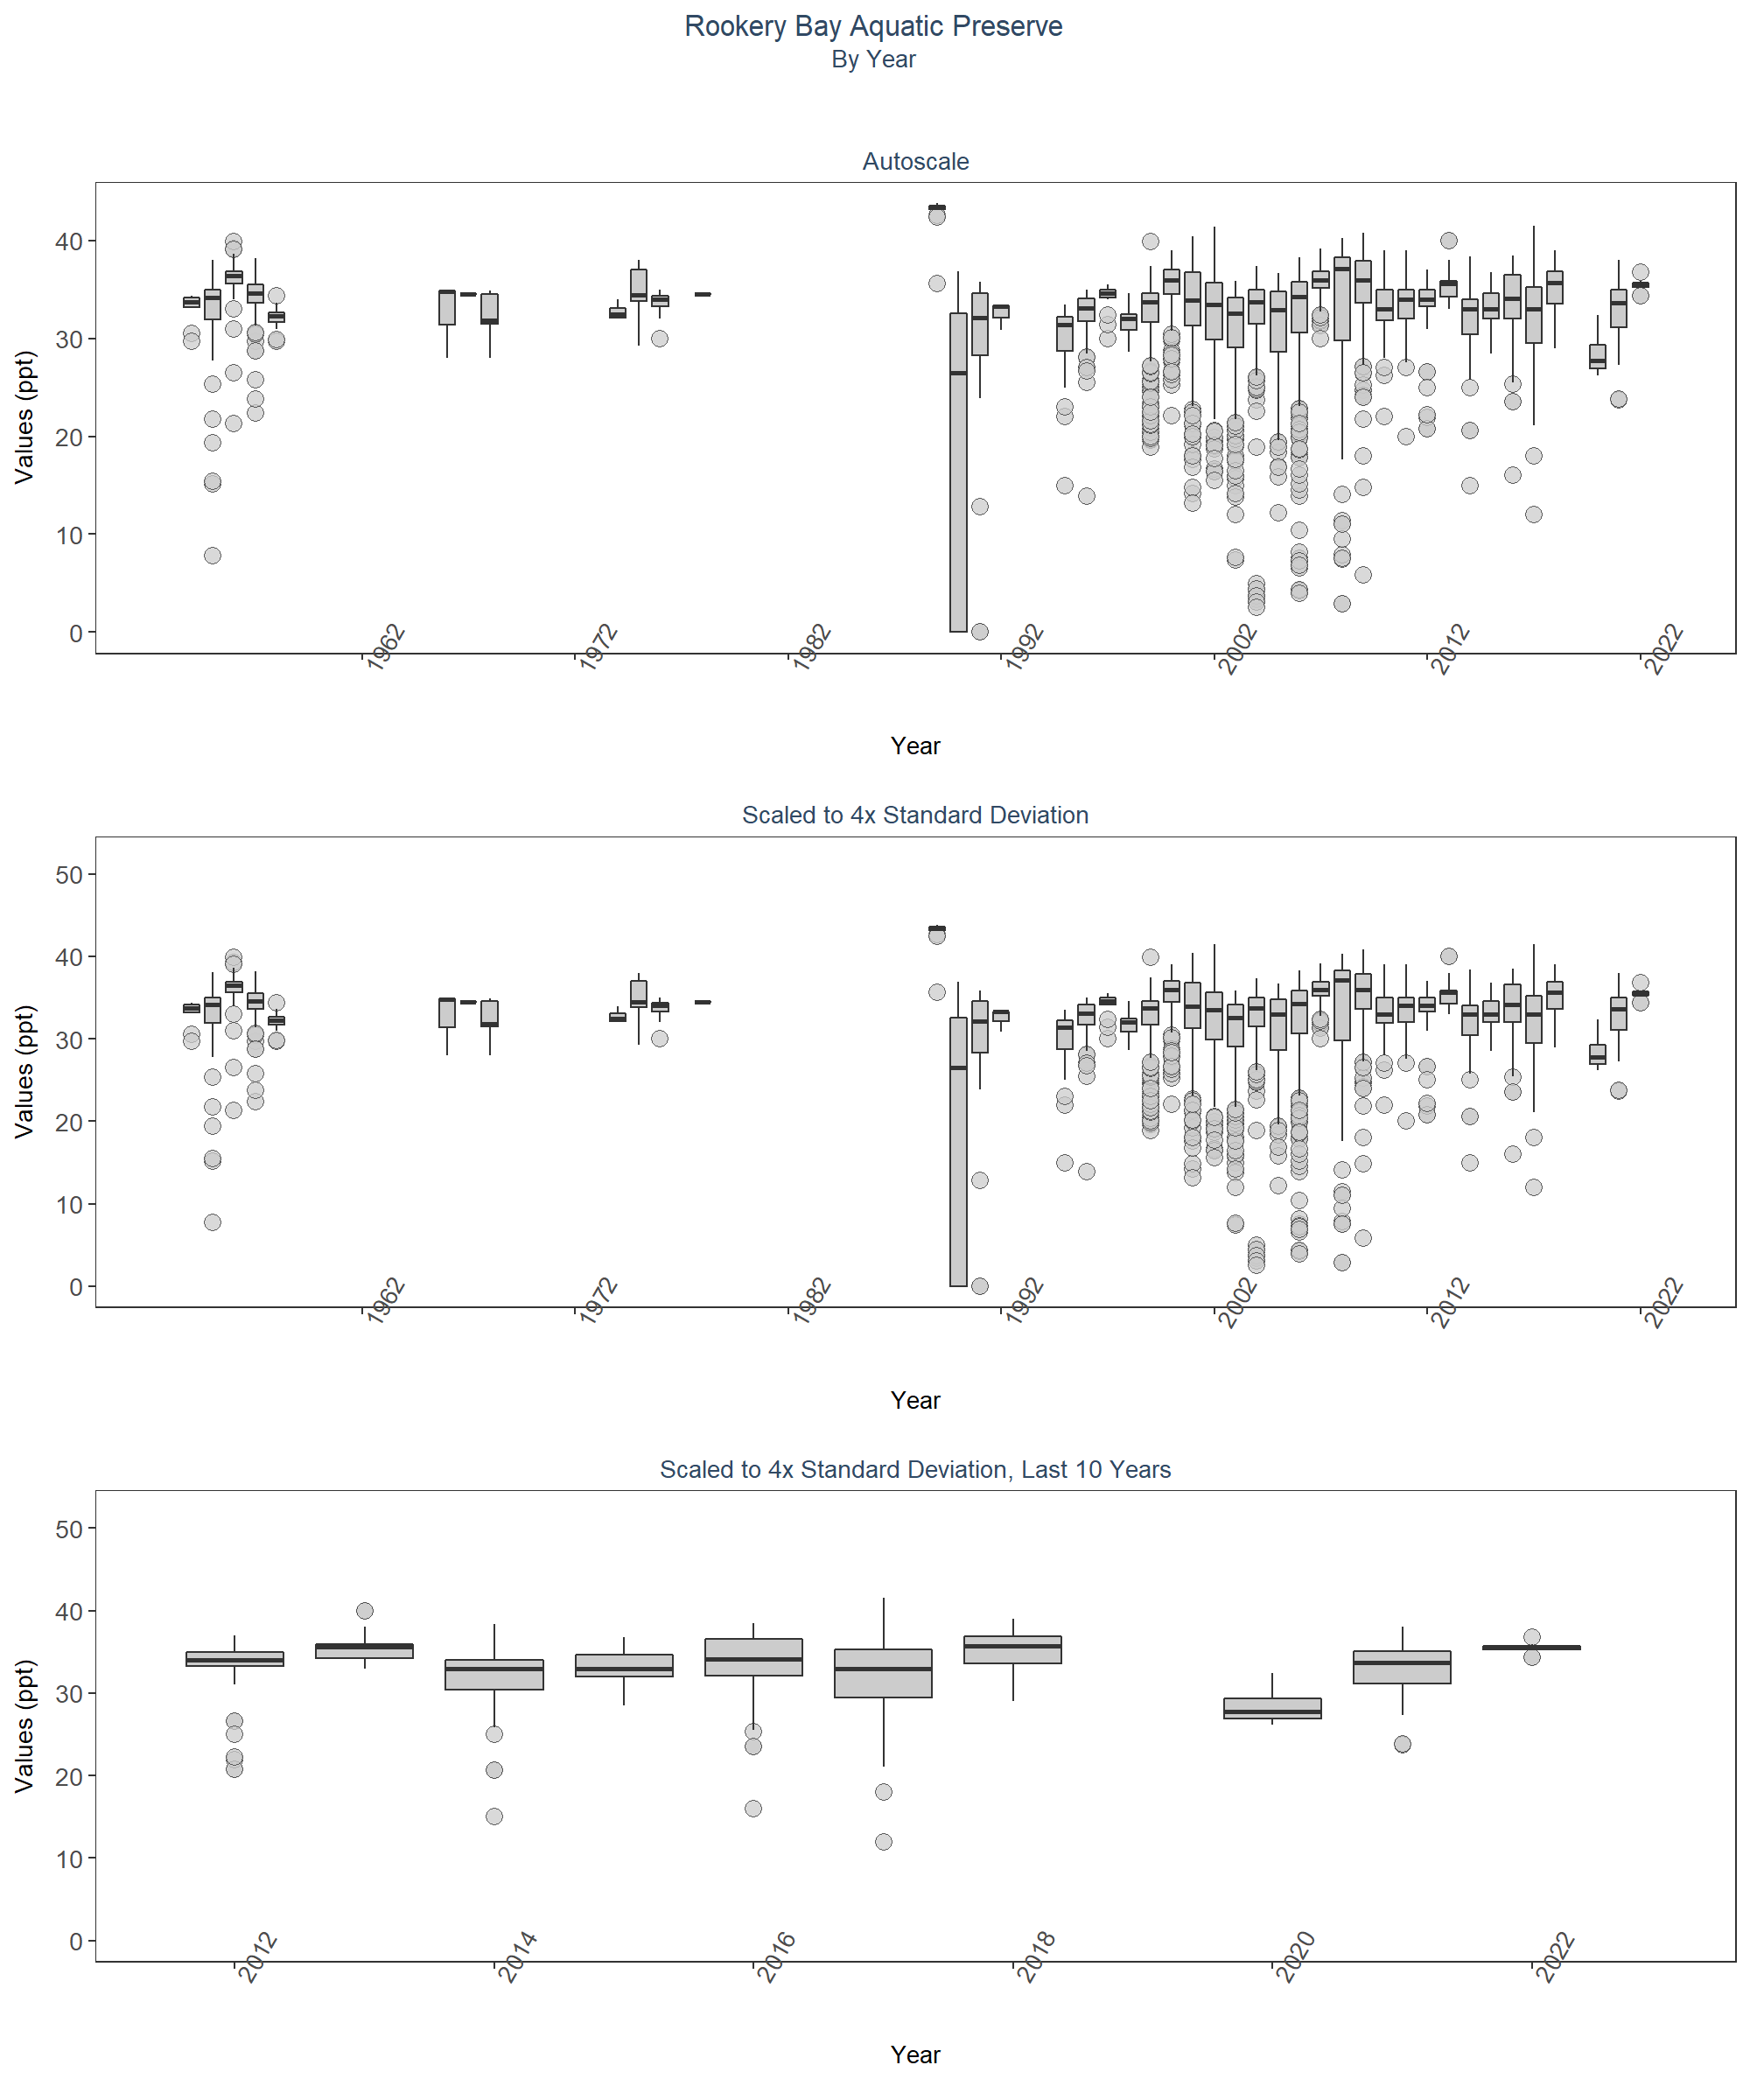 Rookery Bay Aquatic Preserve
By Year
Autoscale
Values (ppt)
40
30
20
10
0
1962 1972 1982 1992 2002 2012 2022
Year
Scaled to 4x Standard Deviation
Values (ppt)
50
40
30
20
10
0
1962 1972 1982 1992 2002 2012 2022
Year
Scaled to 4x Standard Deviation, Last 10 Years
Values (ppt)
50
40
30
20
10
0
2012 2014 2016 2018 2020 2022
Year